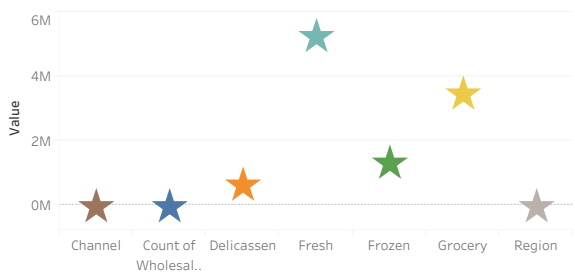 6M
4M
Value
2M
0M
Channel Count of Delicassen Fresh Frozen Grocery Region
Wholesal..